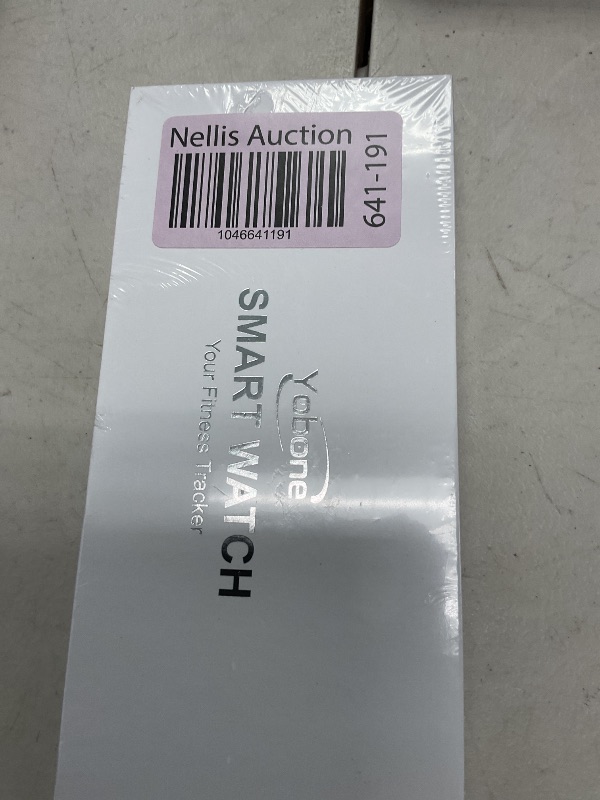 Nellis Auction
1046641191
641-191
Yobone
SMART WATCH
Your Fitness Tracker